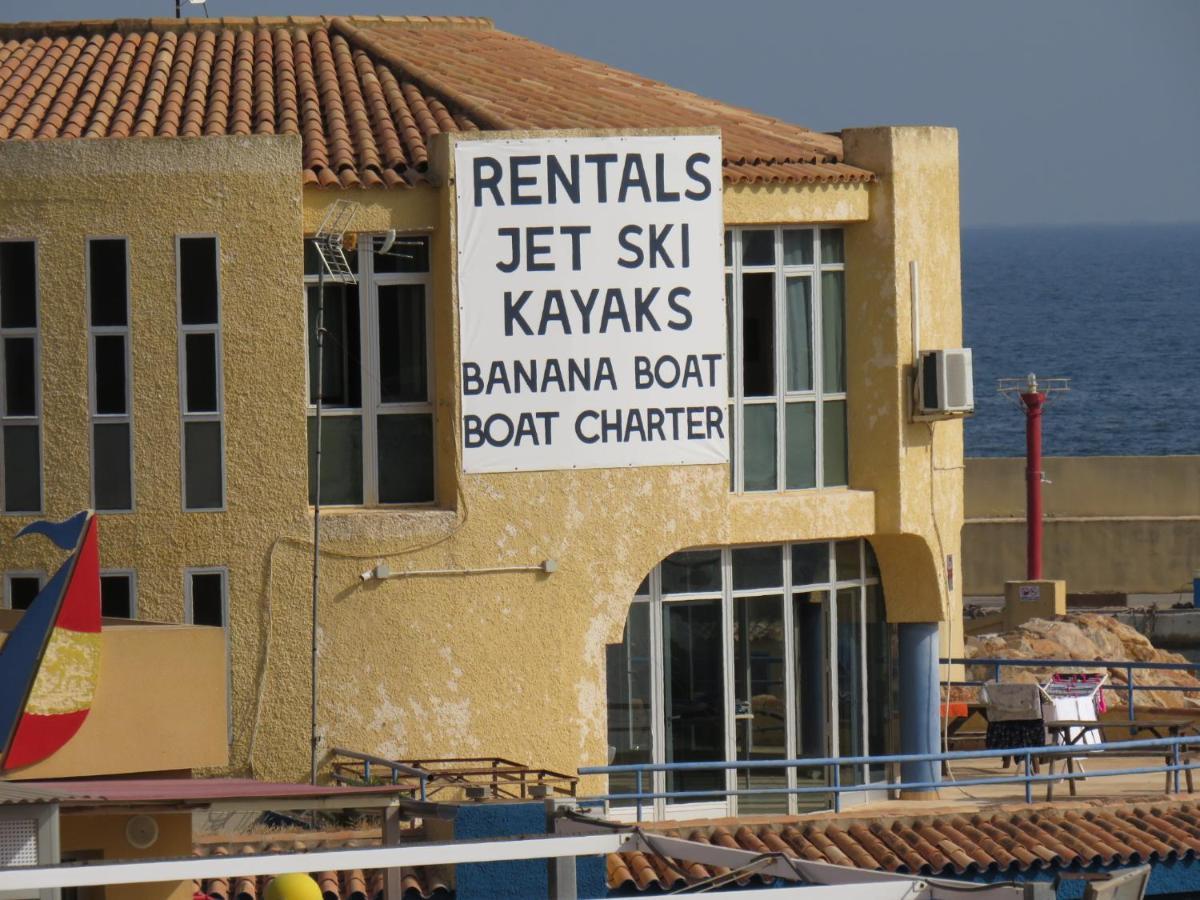 RENTALS
JET SKI
KAYAKS
BANANA BOAT
BOAT CHARTER